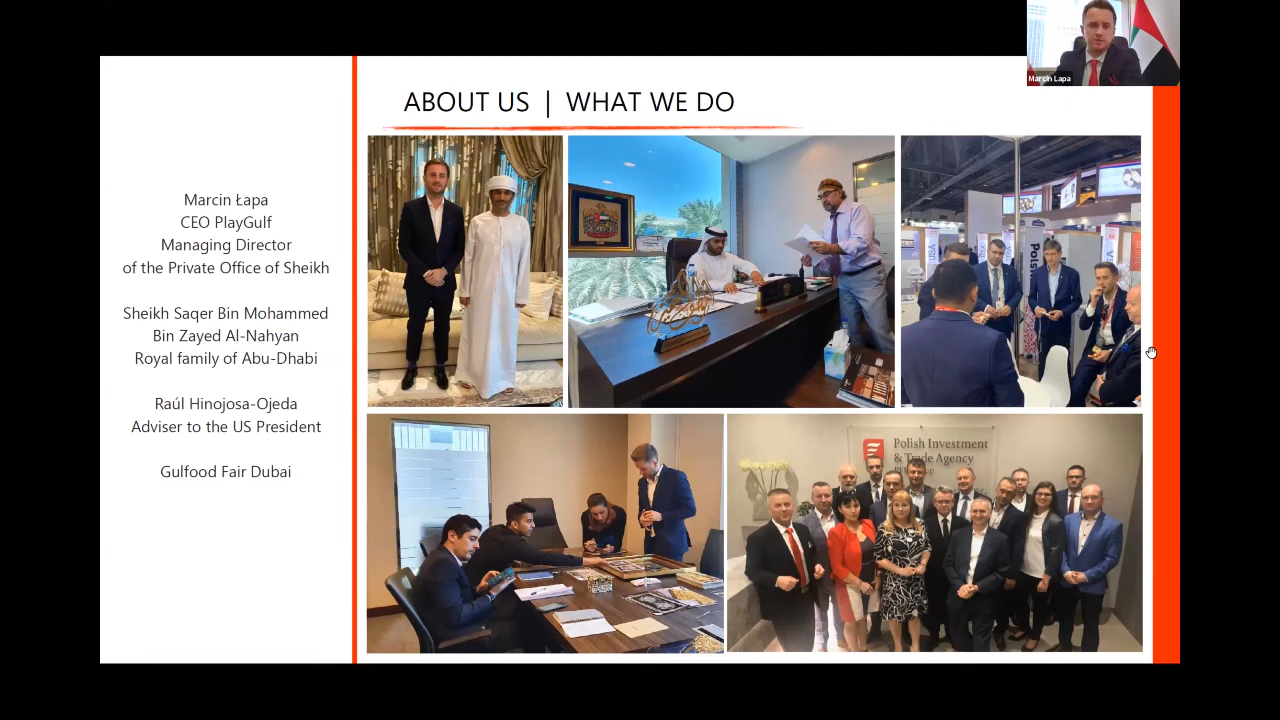 Marcin Lapa
ABOUT US | WHAT WE DO
Marcin Łapa
CEO PlayGulf
Managing Director
of the Private Office of Sheikh
Sheikh Saqer Bin Mohammed
Bin Zayed Al-Nahyan
Royal family of Abu-Dhabi
Raúl Hinojosa-Ojeda
Adviser to the US President
Gulfood Fair Dubai
USA
Polish Investment
& Trade Agency